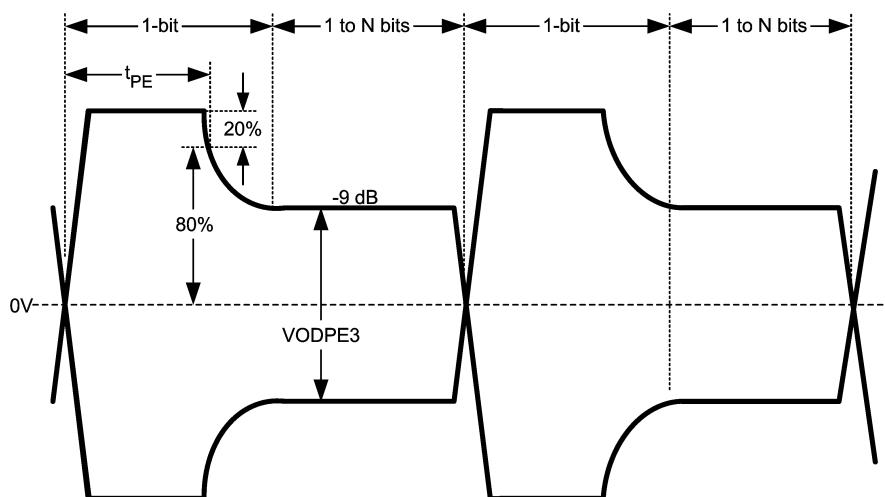 1-bit
1 to N bits
1-bit
1 to N bits
tPE
20%
-9 dB
80%
0V
VODPE3